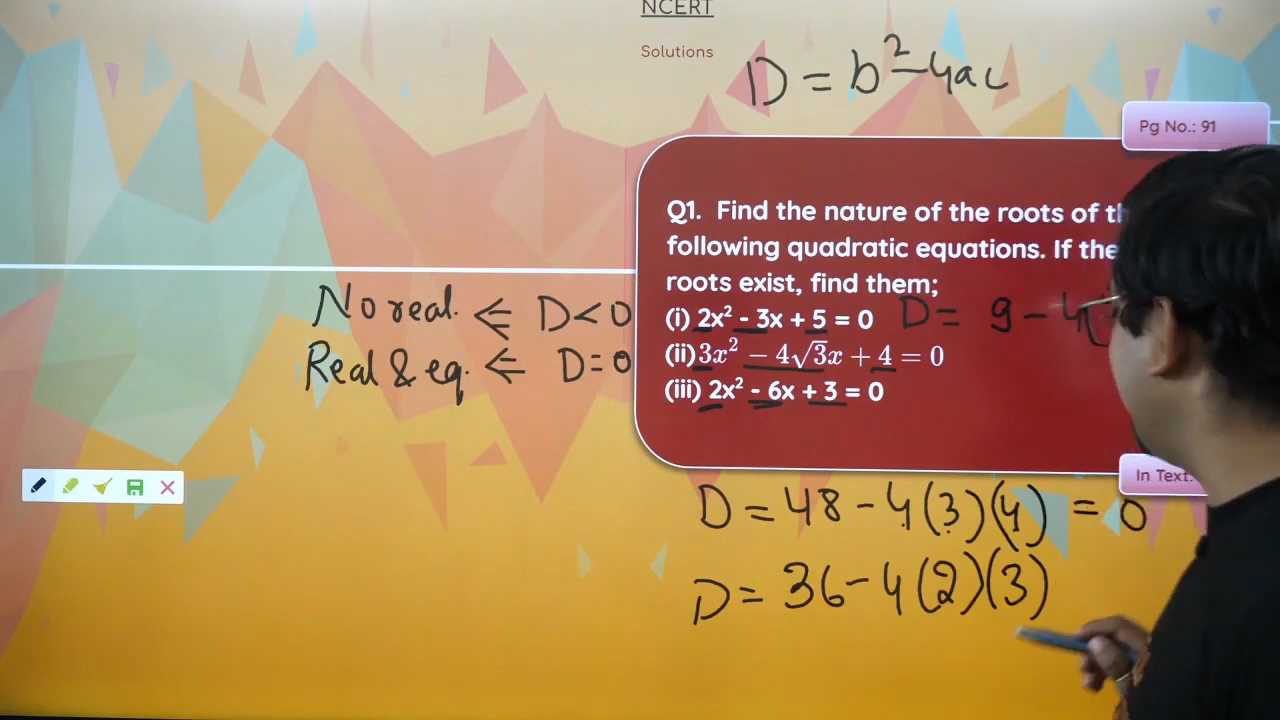 NCERT
Solutions
D = b² - 4ac
Pg No.: 91
Q1. Find the nature of the roots of
following quadratic equations. If the
roots exist, find them;
(i) 2x² - 3x + 5 = 0 D = 9 - 4(
(ii) 3x² - 4√3x + 4 = 0
(iii) 2x² - 6x + 3 = 0
No real. ⇐ D < 0
Real & eq. ⇐ D = 0
In Text
D = 48 - 4(3)(4) = 0
D = 36 - 4(2)(3)